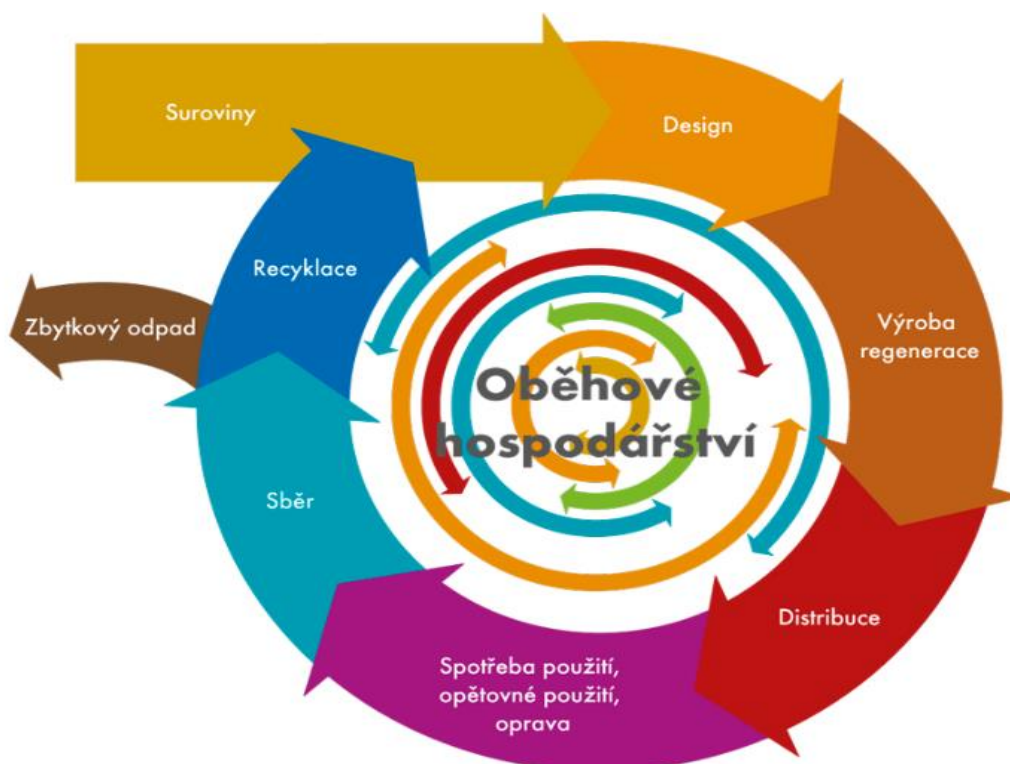 Suroviny
Design
Výroba
regenerace
Distribuce
Spotřeba použití,
opětovné použití,
oprava
Sběr
Recyklace
Zbytkový odpad
Oběhové
hospodářství